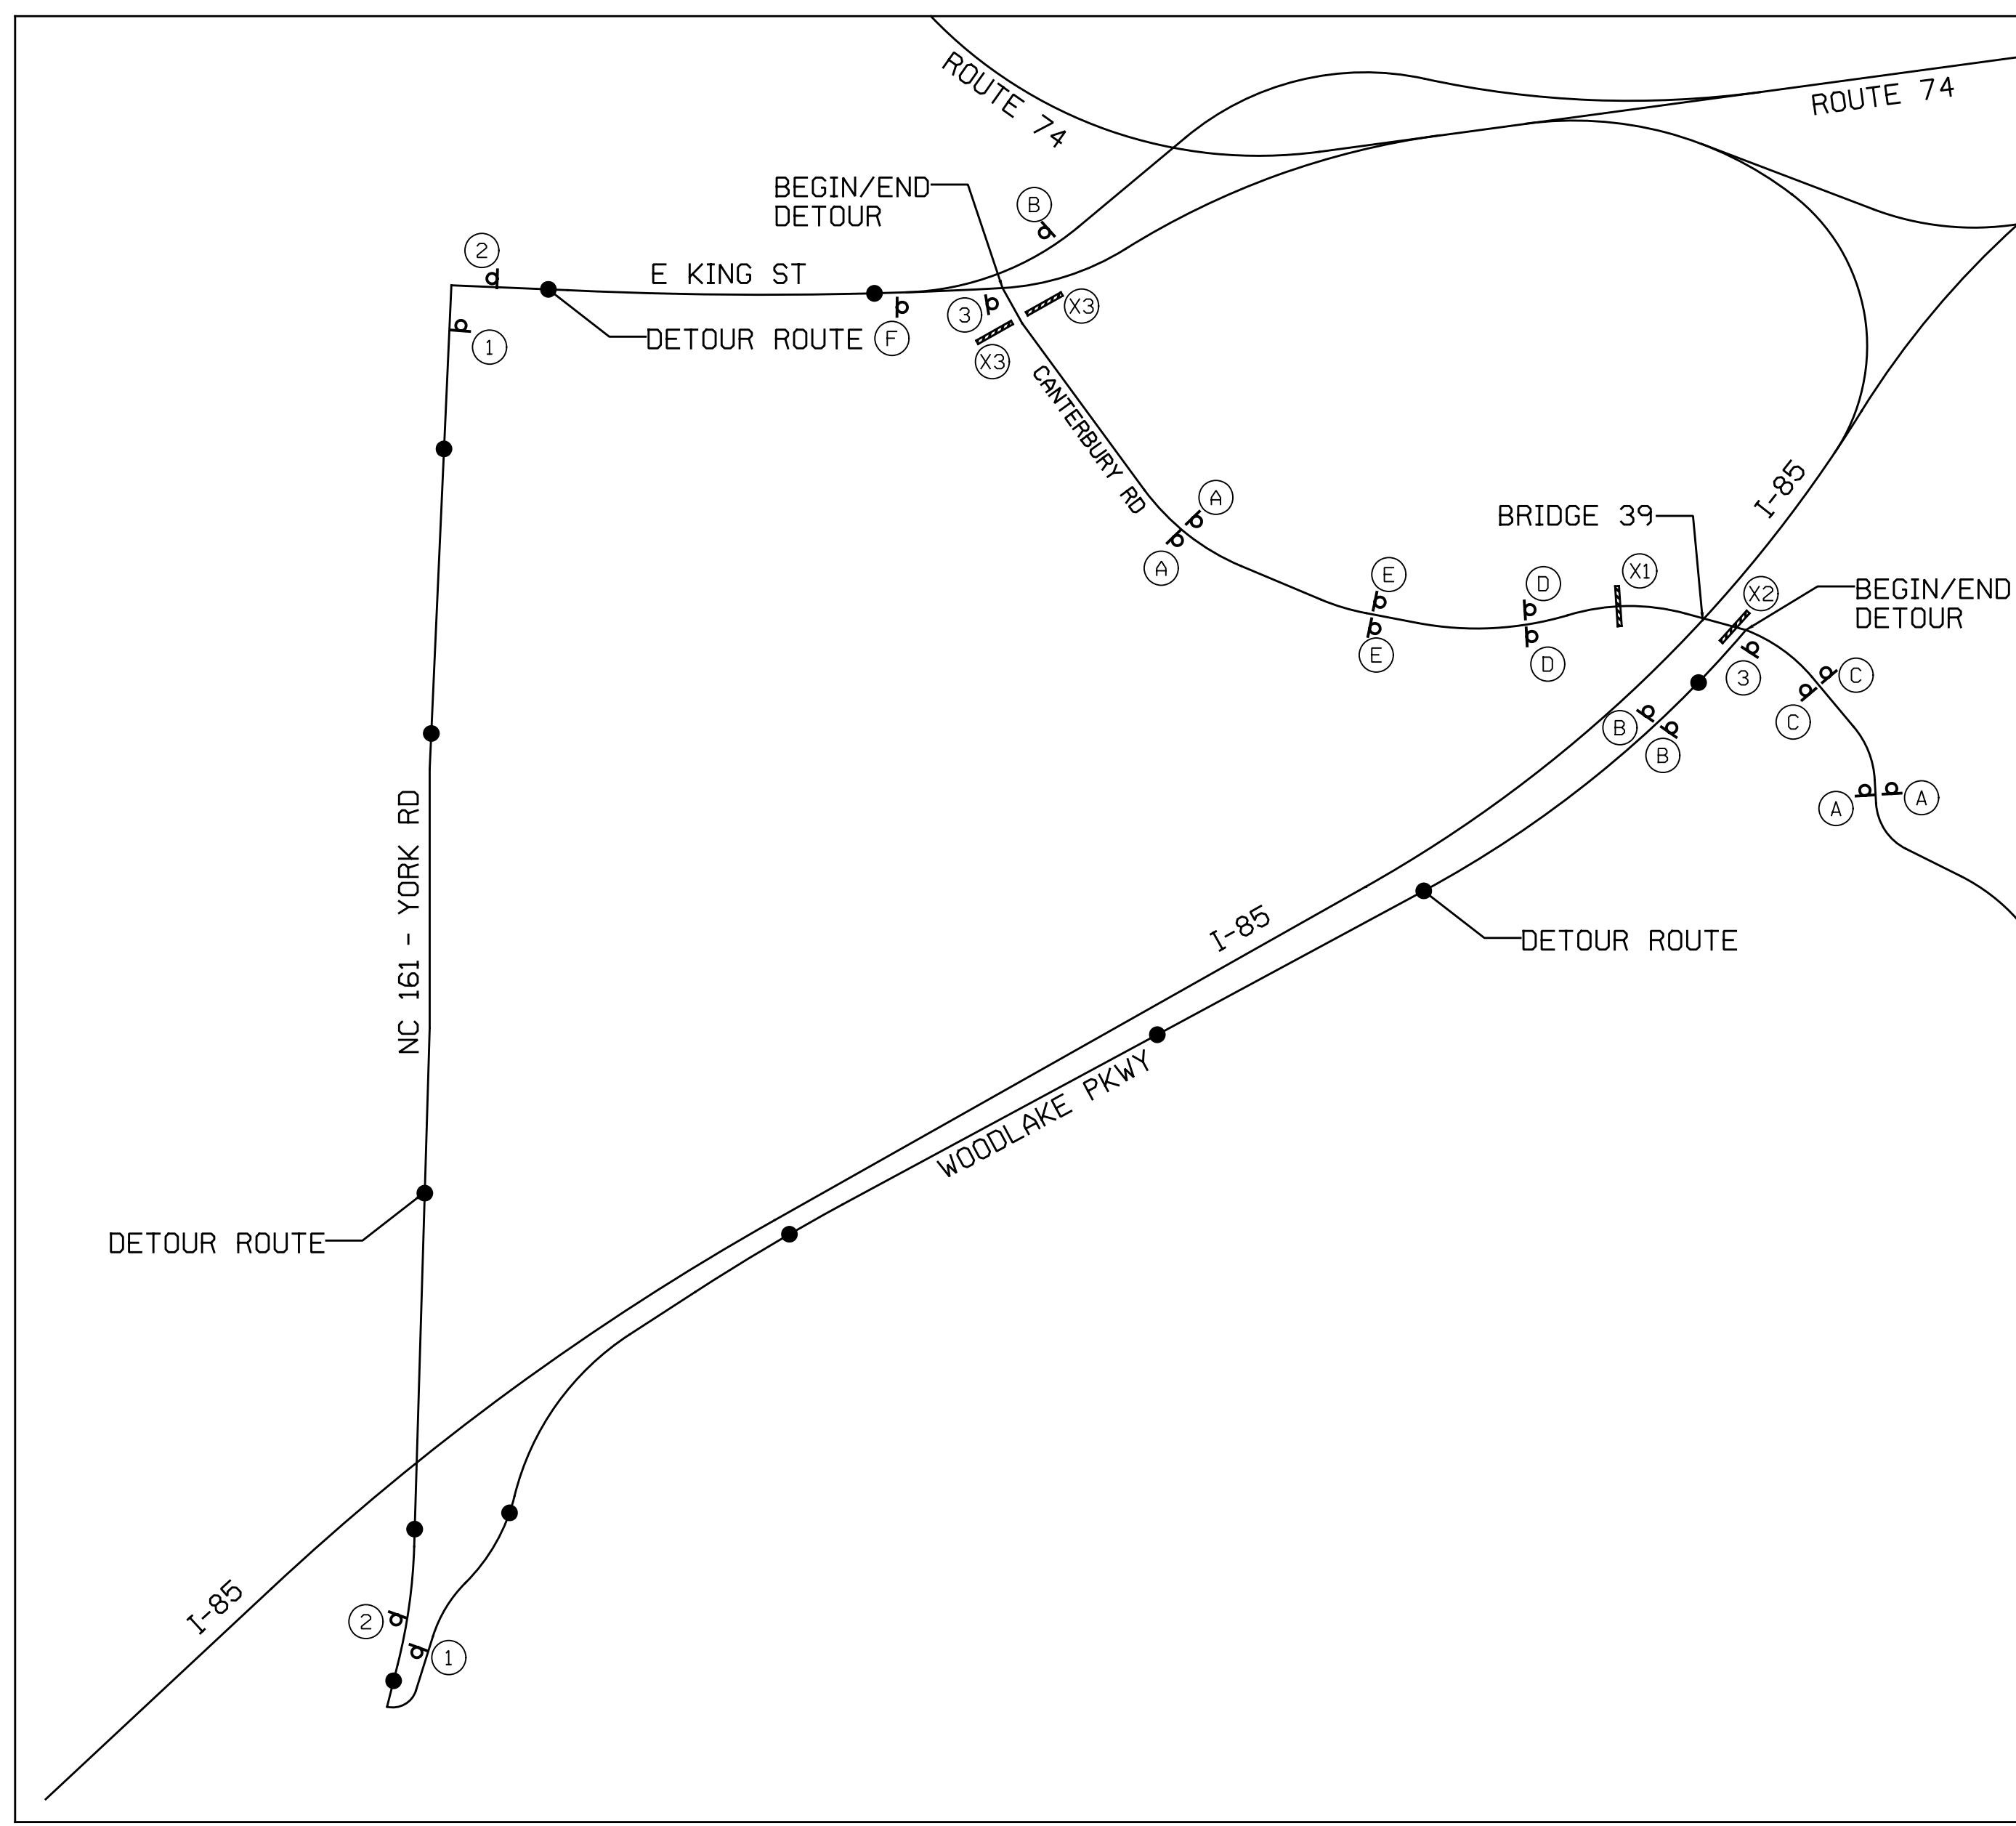 ROUTE 74
ROUTE 74
BEGIN/END
DETOUR
B
2
E KING ST
3
X3
1
DETOUR ROUTE
F
X3
CANTERBURY RD
A
A
I-85
BRIDGE 39
E
D
X1
X2
BEGIN/END
DETOUR
E
D
3
C
C
B
B
A
A
NC 161 - YORK RD
I-85
DETOUR ROUTE
WOODLAKE PKWY
DETOUR ROUTE
I-85
2
1